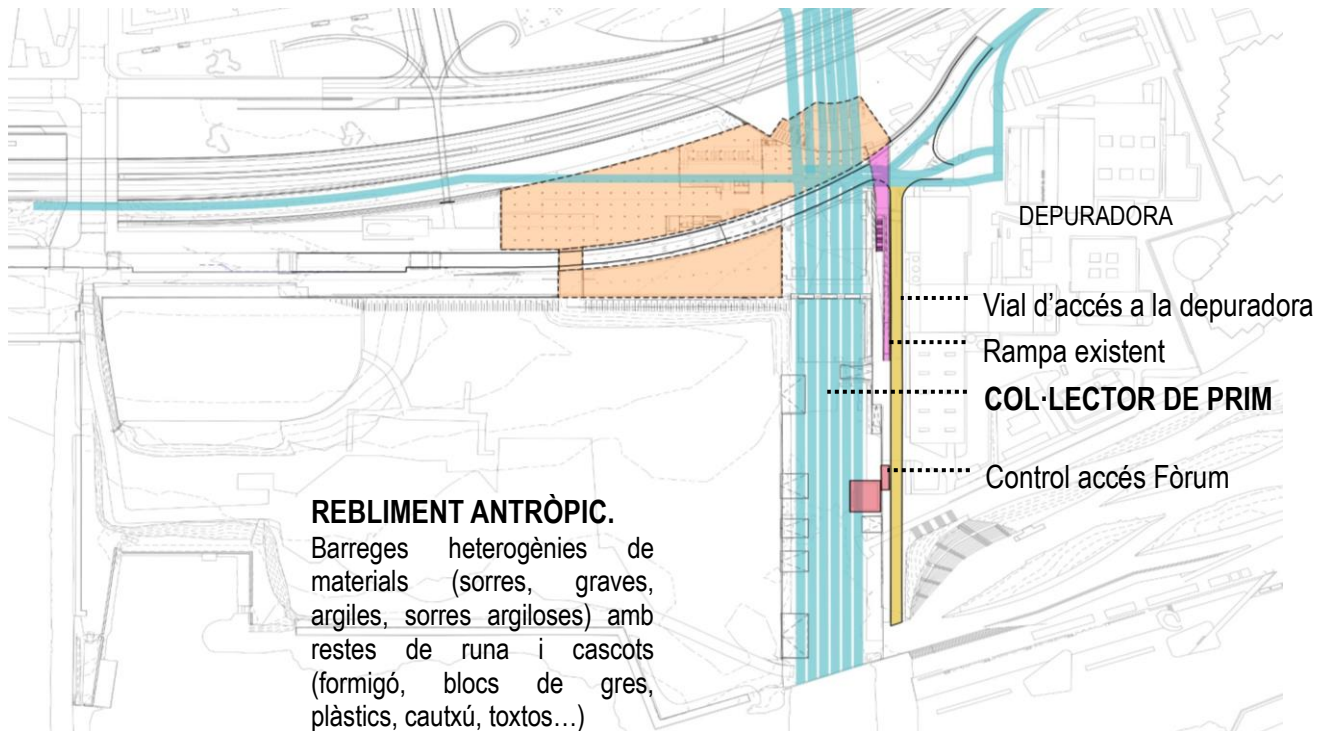 DEPURADORA
Vial d’accés a la depuradora
Rampa existent
COL·LECTOR DE PRIM
Control accés Fòrum
REBLIMENT ANTRÒPIC.
Barreges heterogènies de
materials (sorres, graves,
argiles, sorres argiloses) amb
restes de runa i cascots
(formigó, blocs de gres,
plàstics, cautxú, toxtos…)